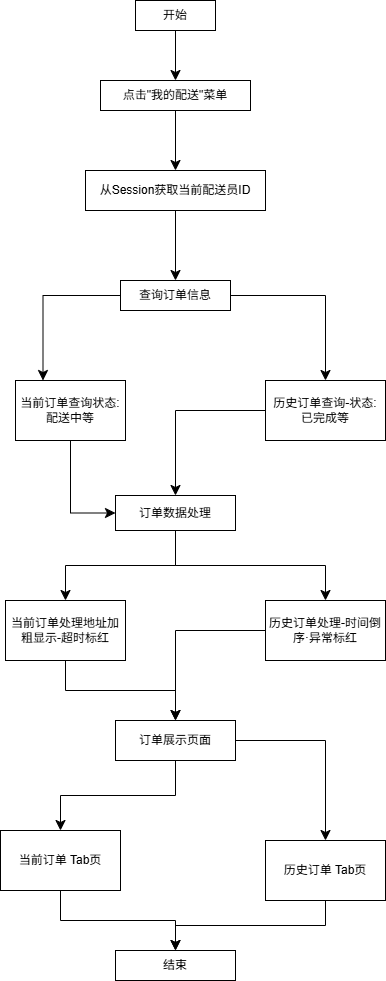 开始
点击"我的配送"菜单
从Session获取当前配送员ID
查询订单信息
当前订单查询状态:
配送中等
历史订单查询-状态:
已完成等
订单数据处理
当前订单处理地址加
粗显示-超时标红
历史订单处理-时间倒
序·异常标红
订单展示页面
当前订单 Tab页
历史订单 Tab页
结束